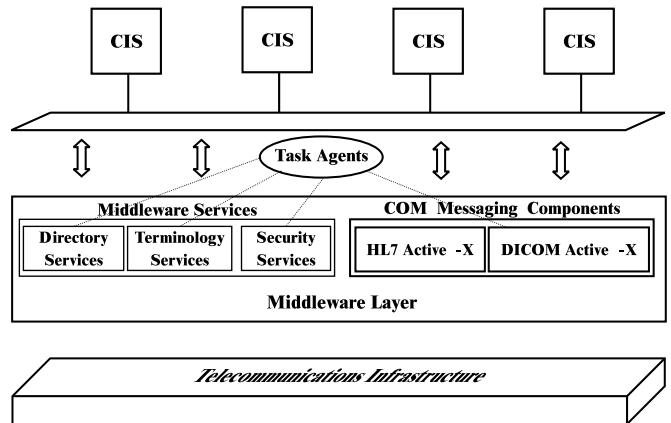 CIS
CIS
CIS
CIS
Task Agents
Middleware Services
COM Messaging Components
Directory
Services
Terminology
Services
Security
Services
HL7 Active -X
DICOM Active -X
Middleware Layer
Telecommunications Infrastructure